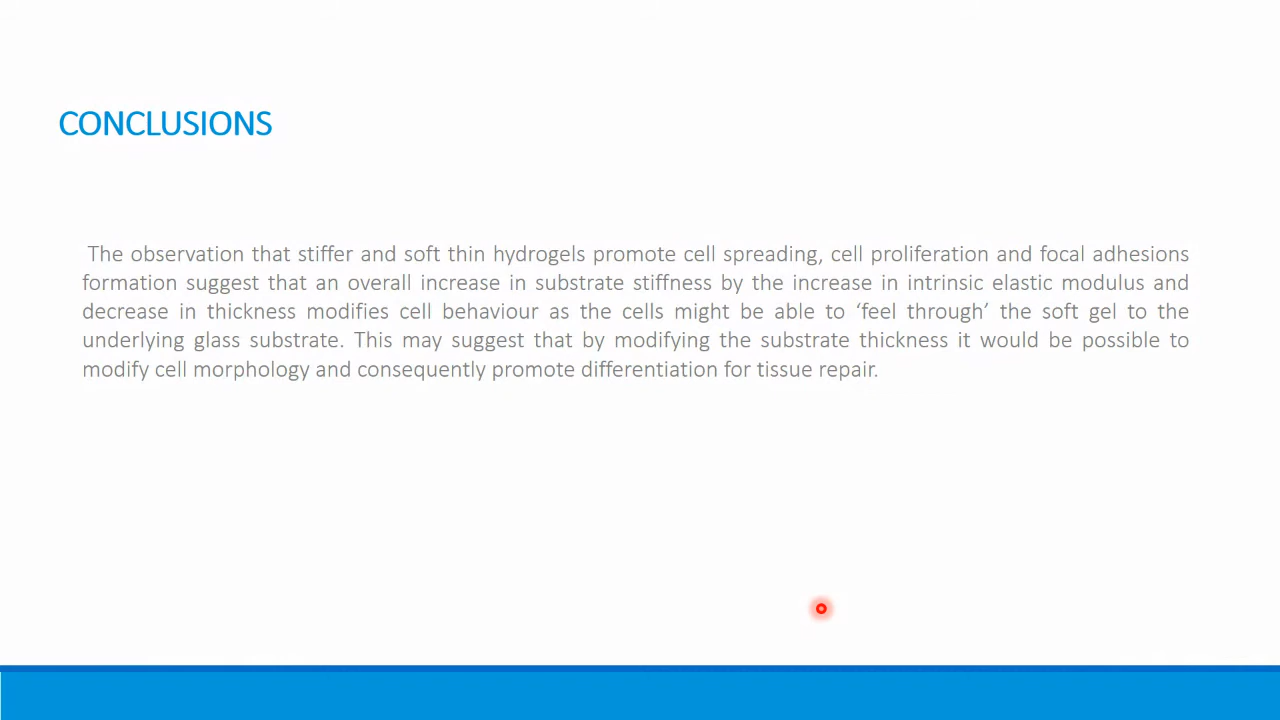 CONCLUSIONS
The observation that stiffer and soft thin hydrogels promote cell spreading, cell proliferation and focal adhesions
formation suggest that an overall increase in substrate stiffness by the increase in intrinsic elastic modulus and
decrease in thickness modifies cell behaviour as the cells might be able to ‘feel through’ the soft gel to the
underlying glass substrate. This may suggest that by modifying the substrate thickness it would be possible to
modify cell morphology and consequently promote differentiation for tissue repair.